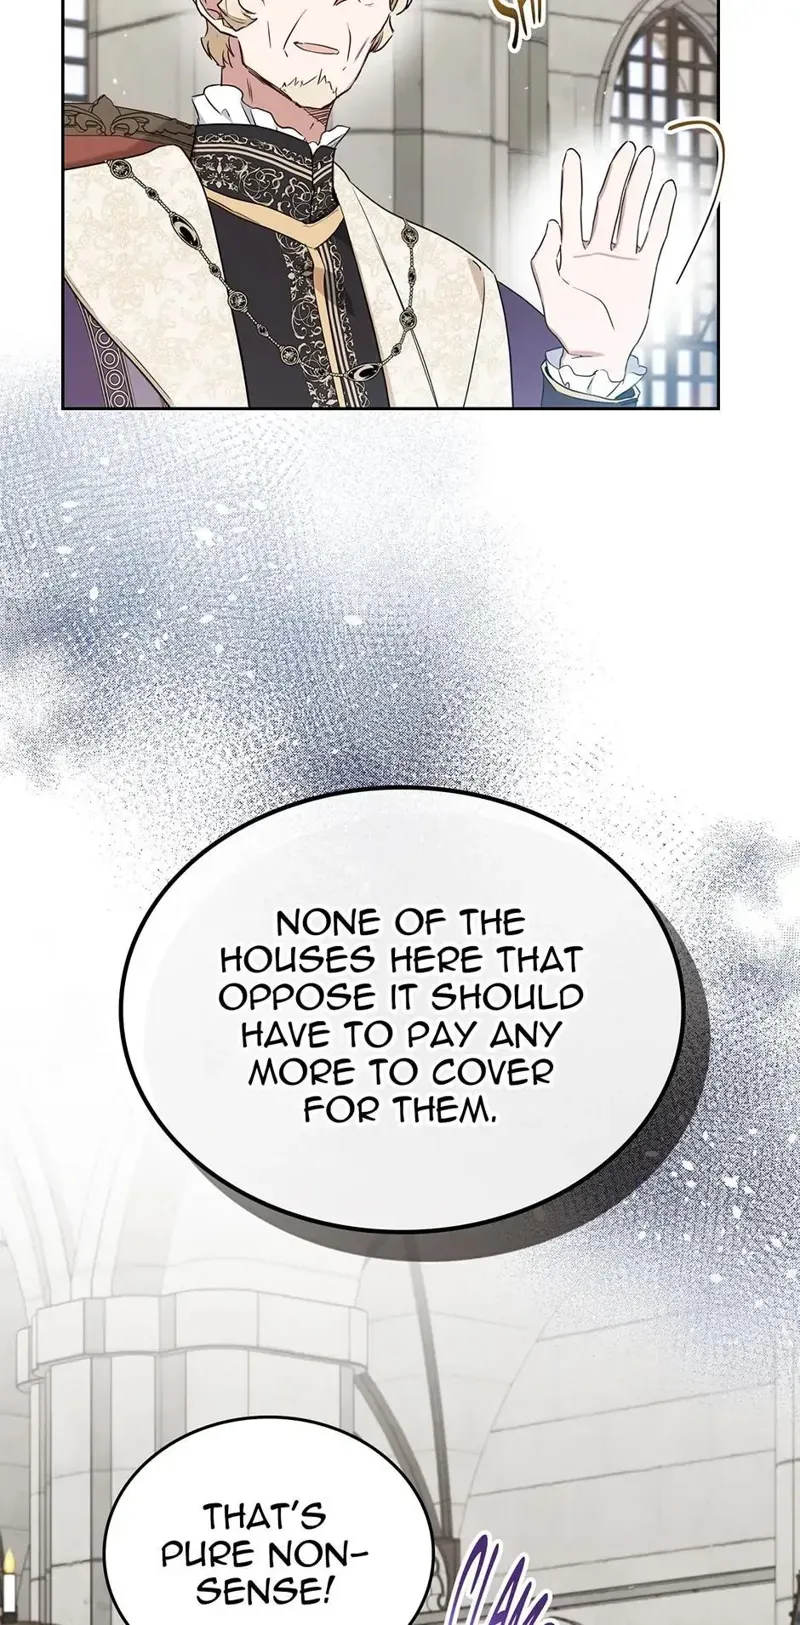 NONE OF THE
HOUSES HERE THAT
OPPOSE IT SHOULD
HAVE TO PAY ANY
MORE TO COVER
FOR THEM.
THAT'S
PURE NON-
SENSE!